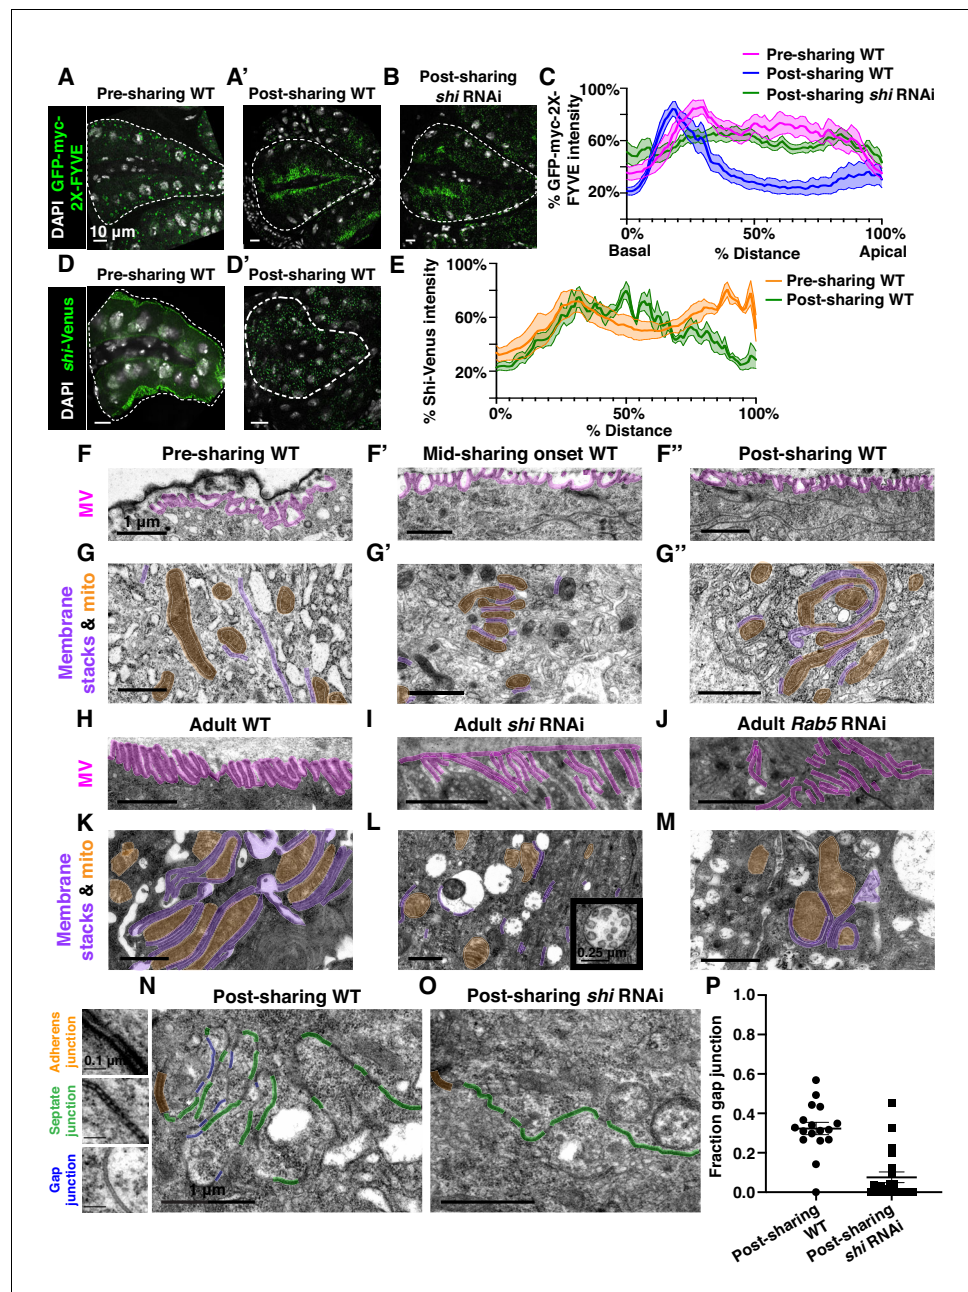 A
Pre-sharing WT
DAPI GFP-myc-
2X-FYVE
10 µm
A'
Post-sharing WT
B
Post-sharing
shi RNAi
C
Pre-sharing WT
Post-sharing WT
Post-sharing shi RNAi
% GFP-myc-2X-
FYVE intensity
100%
60%
20%
0%
50%
100%
Basal
% Distance
Apical
D
Pre-sharing WT
DAPI shi-Venus
D'
Post-sharing WT
E
Pre-sharing WT
Post-sharing WT
% Shi-Venus intensity
100%
60%
20%
0%
50%
100%
% Distance
F
Pre-sharing WT
MV
1 µm
F'
Mid-sharing onset WT
F''
Post-sharing WT
G
G'
G''
Membrane
stacks & mito
H
Adult WT
MV
I
Adult shi RNAi
J
Adult Rab5 RNAi
K
L
0.25 µm
M
Membrane
stacks & mito
N
Post-sharing WT
Adherens
junction
0.1 µm
Septate
junction
Gap
junction
1 µm
O
Post-sharing shi RNAi
P
Fraction gap junction
1.0
0.8
0.6
0.4
0.2
0.0
Post-sharing
WT
Post-sharing
shi RNAi